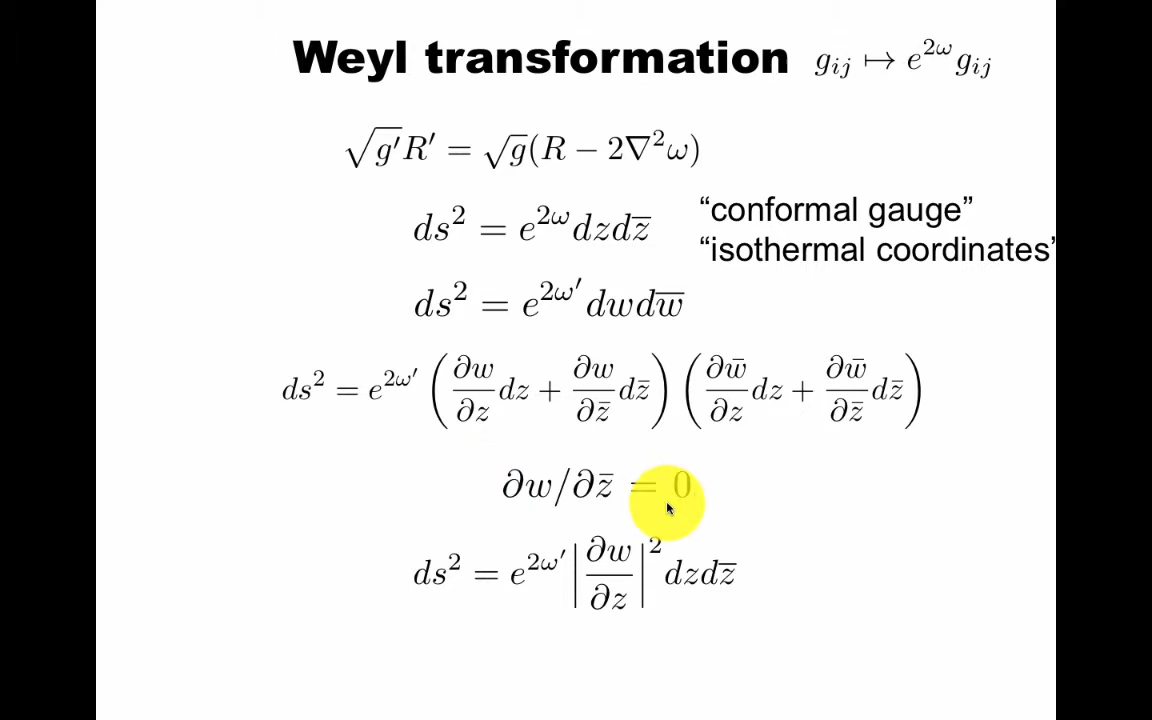 Weyl transformation $g_{ij} \mapsto e^{2\omega} g_{ij}$
$\sqrt{g'}R' = \sqrt{g}(R - 2\nabla^2\omega)$
“conformal gauge”
$ds^2 = e^{2\omega} dz d\overline{z}$
“isothermal coordinates’
$ds^2 = e^{2\omega'} dw d\overline{w}$
$ds^2 = e^{2\omega'} \left( \frac{\partial w}{\partial z} dz + \frac{\partial w}{\partial \bar{z}} d\bar{z} \right) \left( \frac{\partial \bar{w}}{\partial z} dz + \frac{\partial \bar{w}}{\partial \bar{z}} d\bar{z} \right)$
$\partial w / \partial \bar{z} = 0$
$ds^2 = e^{2\omega'} \left| \frac{\partial w}{\partial z} \right|^2 dz d\overline{z}$